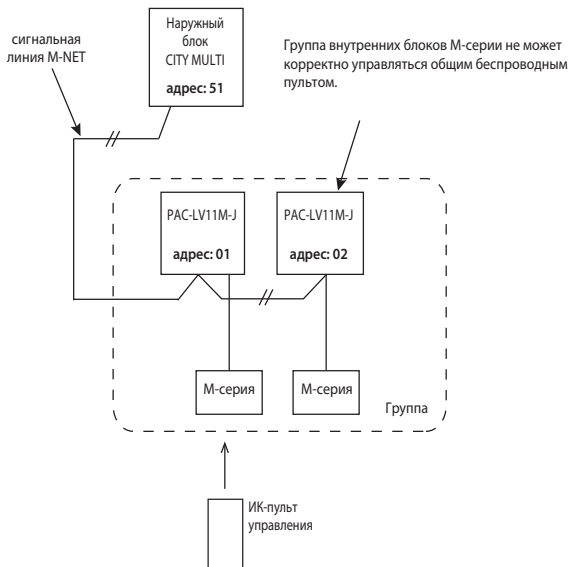 сигнальная
линия M-NET
Наружный
блок
CITY MULTI
адрес: 51
Группа внутренних блоков М-серии не может
корректно управляться общим беспроводным
пультом.
PAC-LV11M-J
адрес: 01
PAC-LV11M-J
адрес: 02
М-серия
М-серия
Группа
ИК-пульт
управления